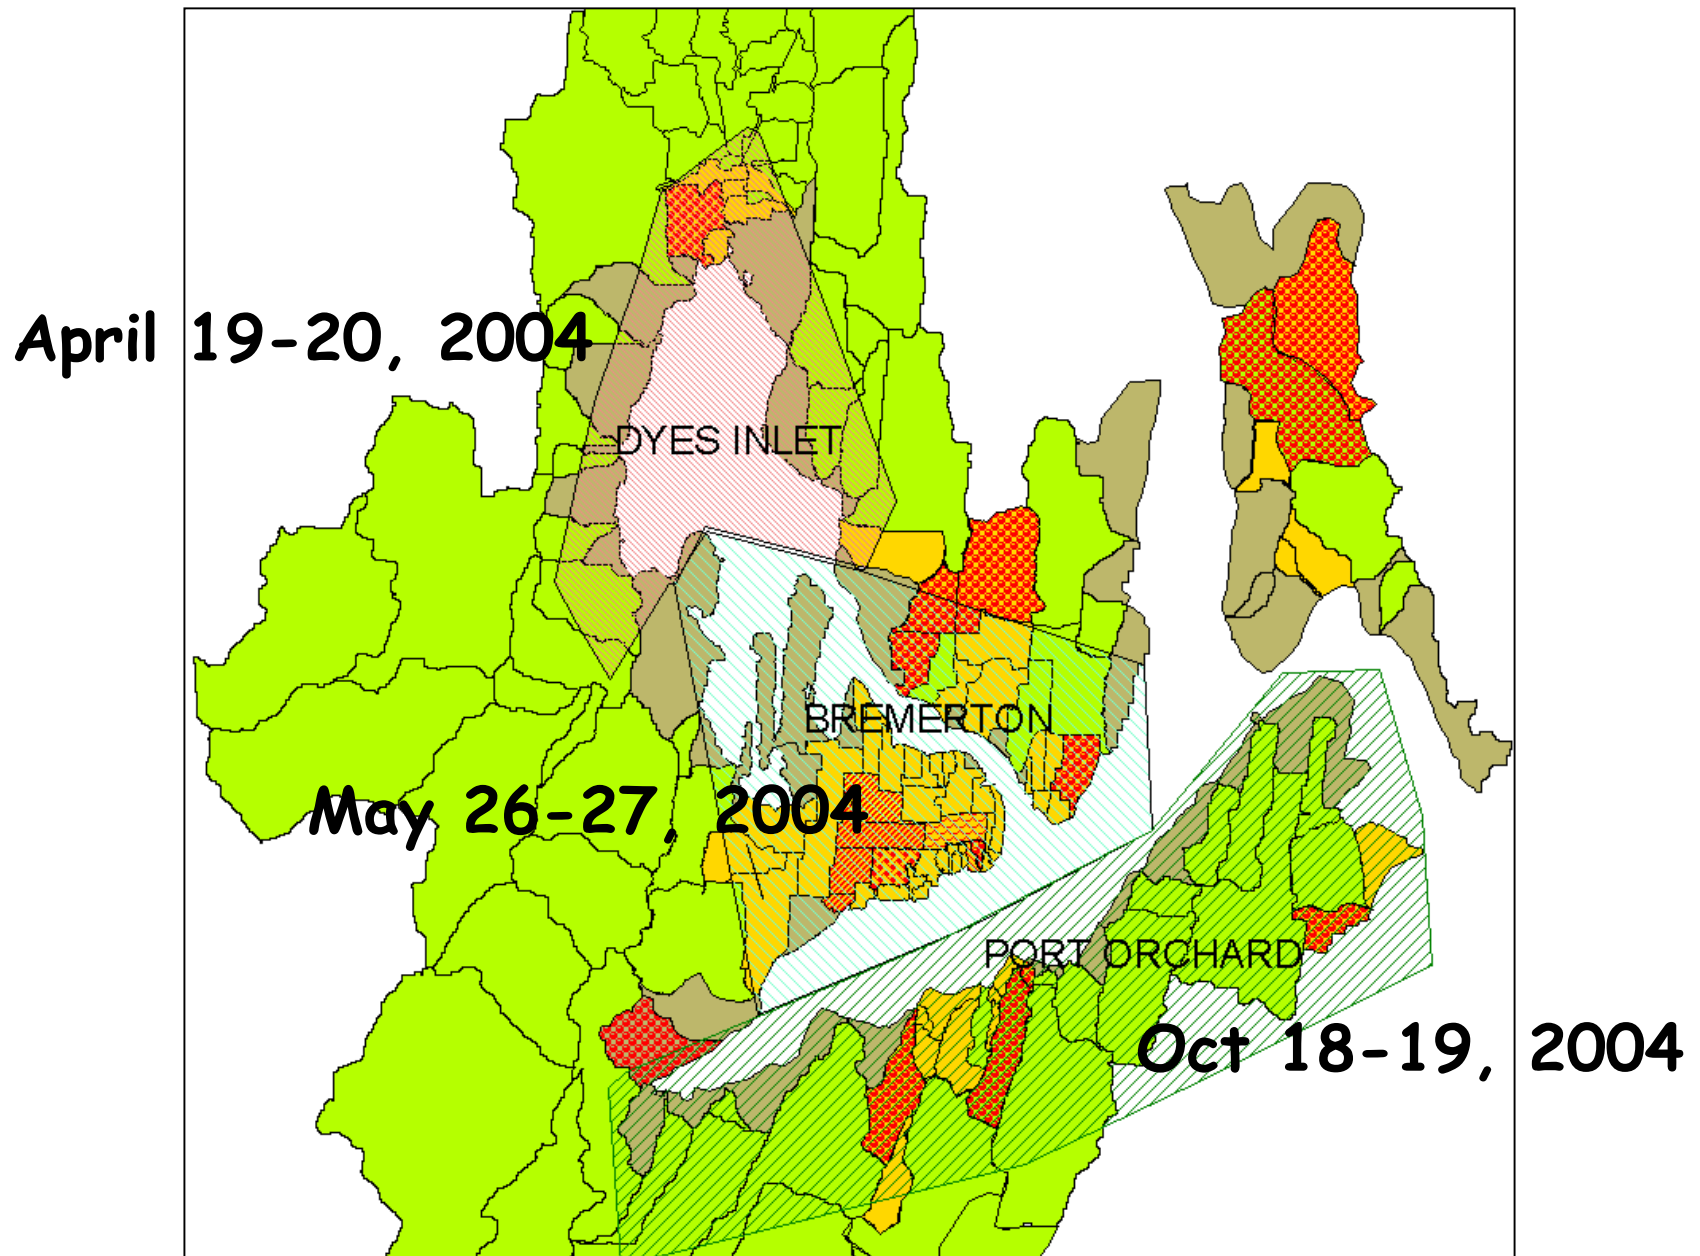 April 19-20, 2004
DYES INLET
BREMERTON
May 26-27, 2004
PORT ORCHARD
Oct 18-19, 2004